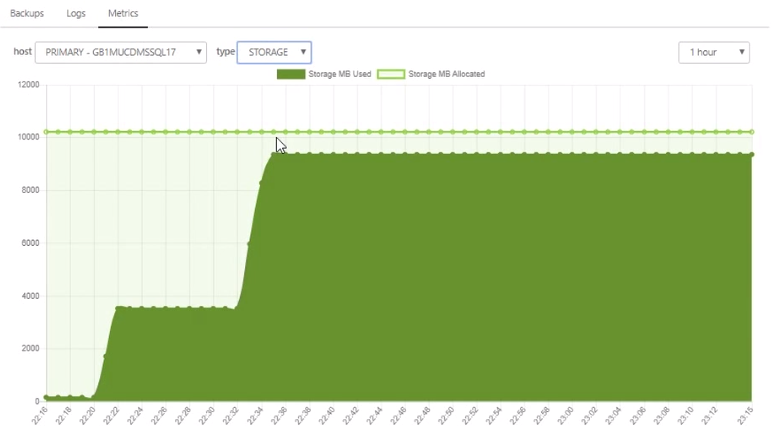 Backups Logs Metrics
host PRIMARY - GB1MUCDMSSQL17 type STORAGE 1 hour
Storage MB Used Storage MB Allocated
12000
10000
8000
6000
4000
2000
0
22:16 22:18 22:20 22:22 22:24 22:26 22:28 22:30 22:32 22:34 22:36 22:38 22:40 22:42 22:44 22:46 22:48 22:50 22:52 22:54 22:56 22:58 23:00 23:02 23:04 23:06 23:08 23:10 23:12 23:15